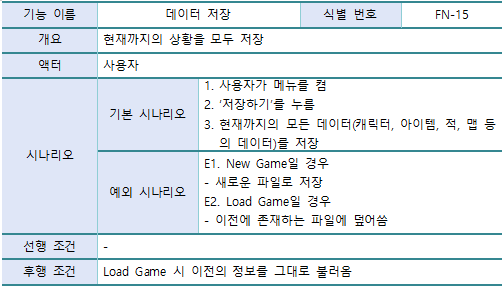 기능 이름 데이터 저장 식별 번호 FN-15
개요 현재까지의 상황을 모두 저장
액터 사용자
시나리오
기본 시나리오
1. 사용자가 메뉴를 켬
2. ‘저장하기’를 누름
3. 현재까지의 모든 데이터(캐릭터, 아이템, 적, 맵 등
의 데이터)를 저장
예외 시나리오
E1. New Game일 경우
- 새로운 파일로 저장
E2. Load Game일 경우
- 이전에 존재하는 파일에 덮어씀
선행 조건 -
후행 조건 Load Game 시 이전의 정보를 그대로 불러옴